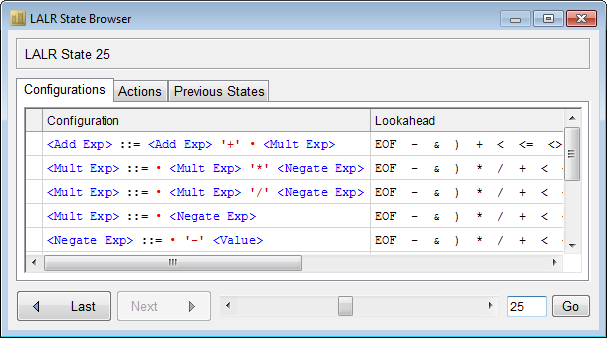 LALR State Browser
LALR State 25
Configurations Actions Previous States
Configuration Lookahead
<Add Exp> ::= <Add Exp> '+' • <Mult Exp> EOF - & ) + < <= <>
<Mult Exp> ::= • <Mult Exp> '*' <Negate Exp> EOF - & ) * / + < -
<Mult Exp> ::= • <Mult Exp> '/' <Negate Exp> EOF - & ) * / + <
<Mult Exp> ::= • <Negate Exp> EOF - & ) * / + <
<Negate Exp> ::= • '-' <Value> EOF - & ) * / + <
Last Next 25 Go